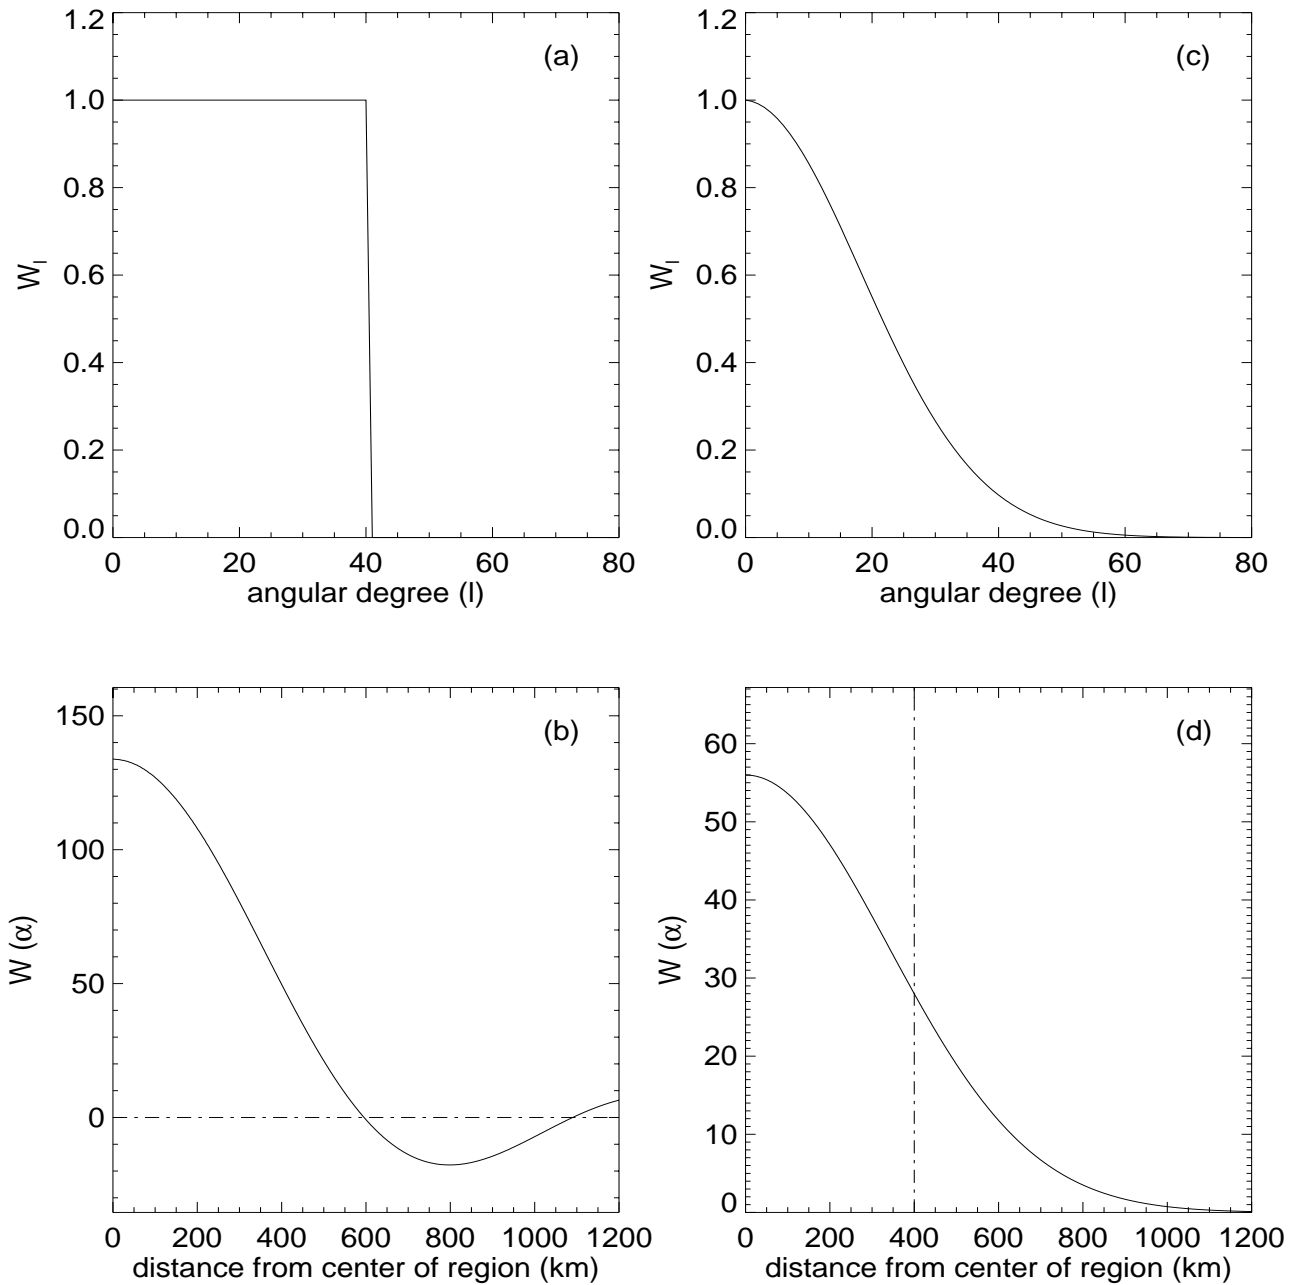 (a)
1.2
1.0
0.8
0.6
0.4
0.2
0.0
W_l
0 20 40 60 80
angular degree (l)
(c)
1.2
1.0
0.8
0.6
0.4
0.2
0.0
W_l
0 20 40 60 80
angular degree (l)
(b)
150
100
50
0
W (α)
0 200 400 600 800 1000 1200
distance from center of region (km)
(d)
60
50
40
30
20
10
0
W (α)
0 200 400 600 800 1000 1200
distance from center of region (km)